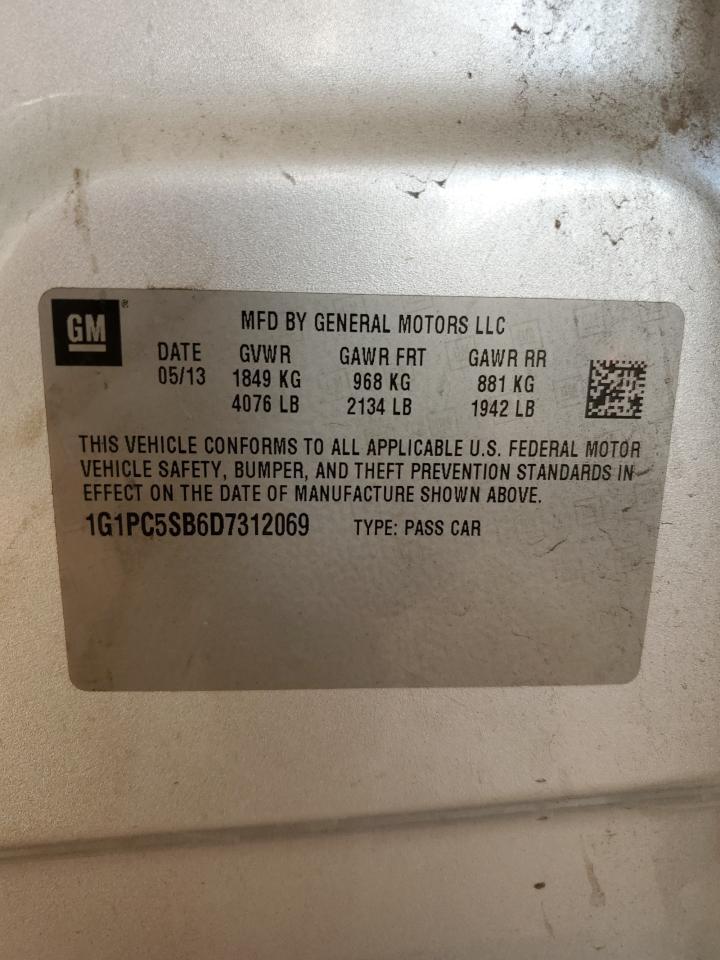 GM®
MFD BY GENERAL MOTORS LLC
DATE GVWR GAWR FRT GAWR RR
05/13 1849 KG 968 KG 881 KG
4076 LB 2134 LB 1942 LB
THIS VEHICLE CONFORMS TO ALL APPLICABLE U.S. FEDERAL MOTOR
VEHICLE SAFETY, BUMPER, AND THEFT PREVENTION STANDARDS IN
EFFECT ON THE DATE OF MANUFACTURE SHOWN ABOVE.
1G1PC5SB6D7312069 TYPE: PASS CAR